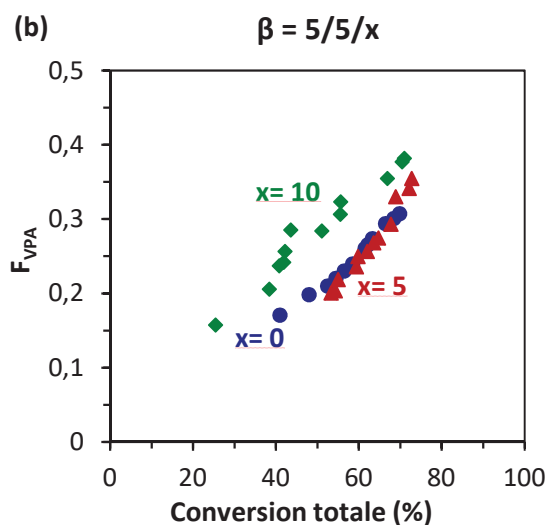 (b)
β = 5/5/x
0,5
0,4
0,3
0,2
0,1
0
F_VPA
x= 10
x= 5
x= 0
0 20 40 60 80 100
Conversion totale (%)